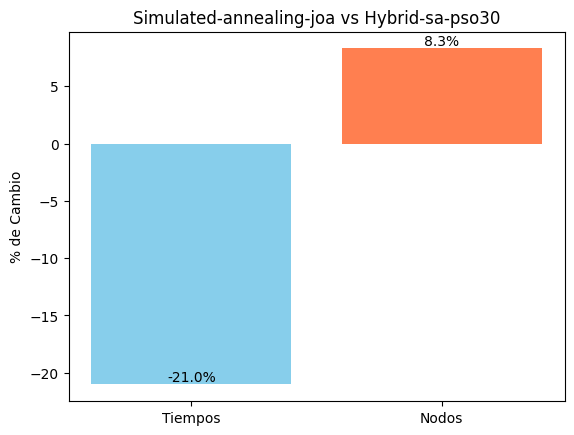 Simulated-annealing-joa vs Hybrid-sa-pso30
8.3%
5
0
−5
−10
−15
−20
% de Cambio
-21.0%
Tiempos
Nodos